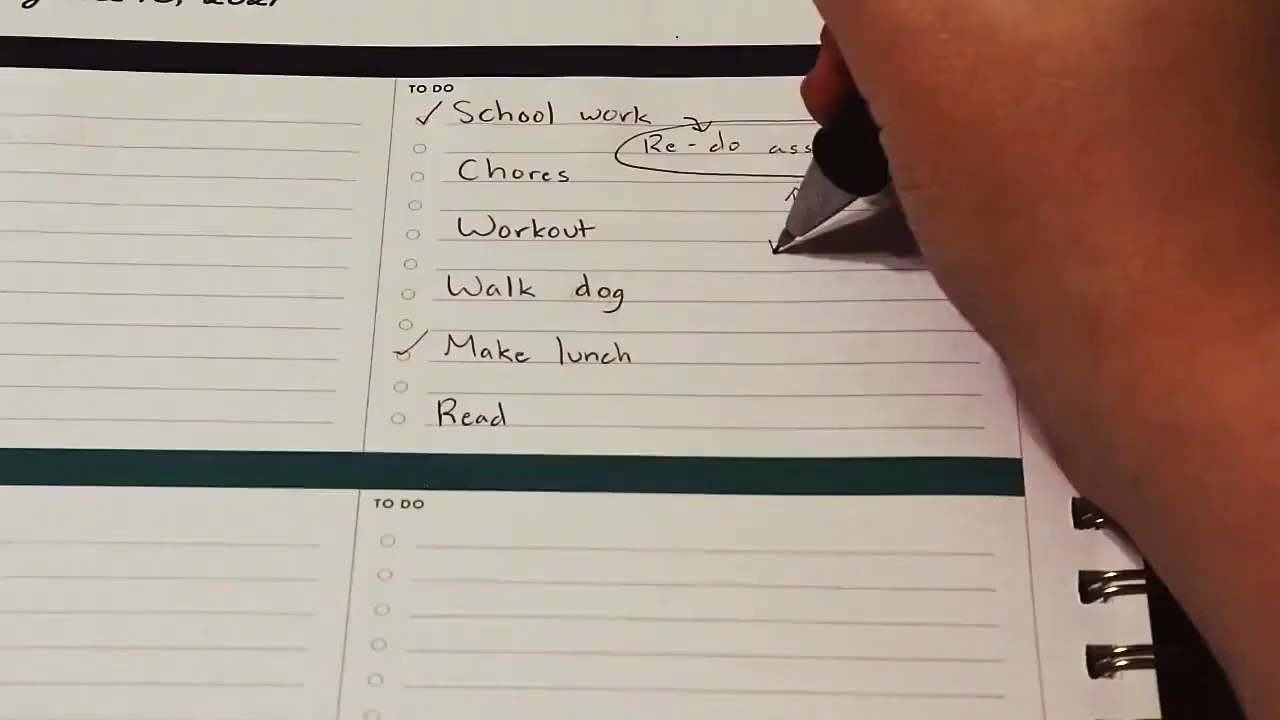 TO DO
✓ School work
Re-do
Chores
Workout
Walk dog
✓ Make lunch
Read
TO DO